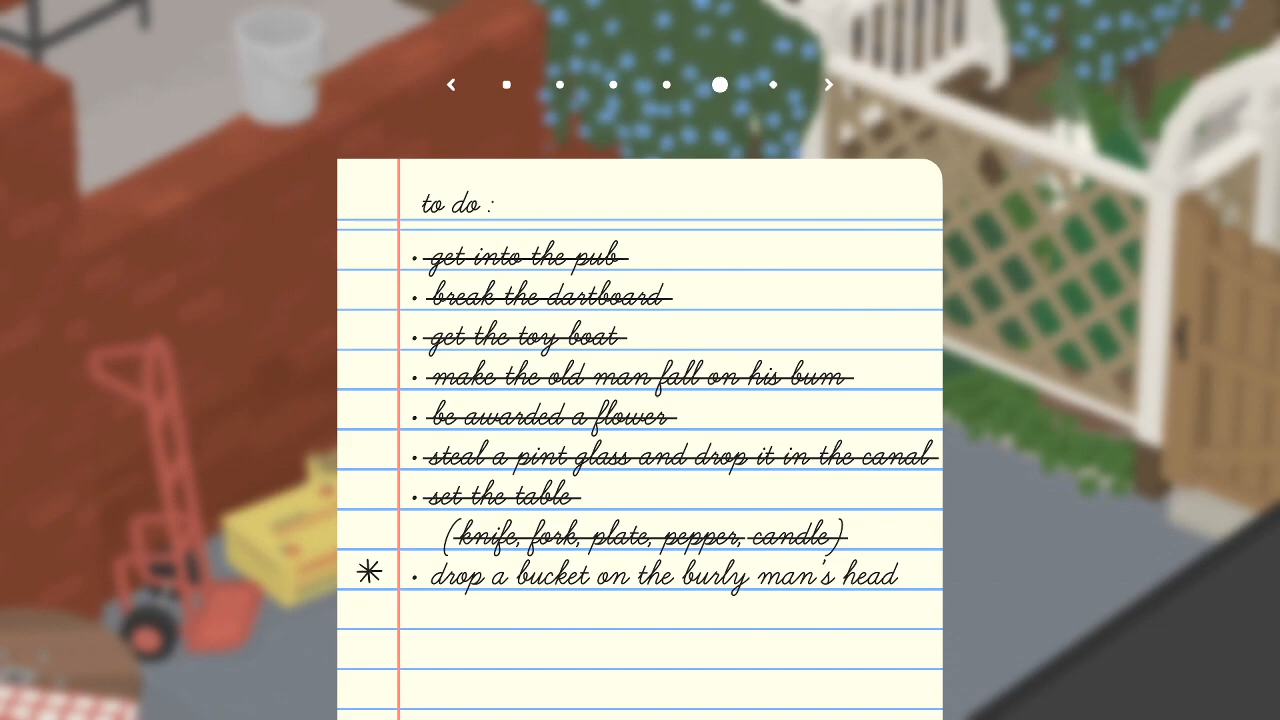 to do :
• get into the pub
• break the dartboard
• get the toy boat
• make the old man fall on his bum
• be awarded a flower
• steal a pint glass and drop it in the canal
• set the table
(knife, fork, plate, pepper, candle)
* • drop a bucket on the burly man's head